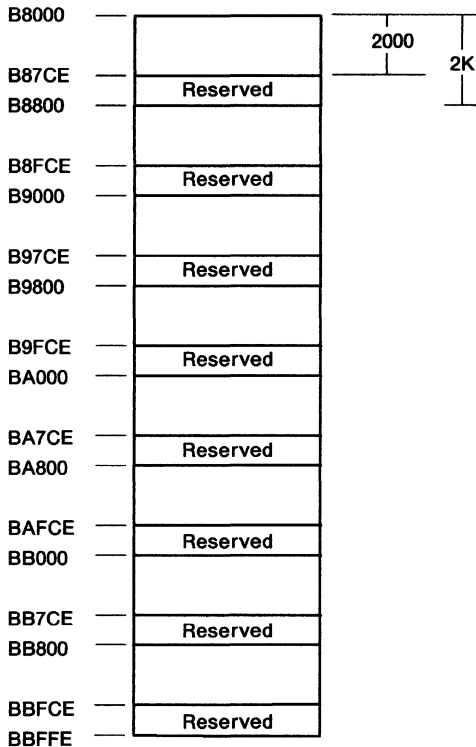 B8000
2000
2K
B87CE
Reserved
B8800
B8FCE
Reserved
B9000
B97CE
Reserved
B9800
B9FCE
Reserved
BA000
BA7CE
Reserved
BA800
BAFCE
Reserved
BB000
BB7CE
Reserved
BB800
BBFCE
Reserved
BBFFE